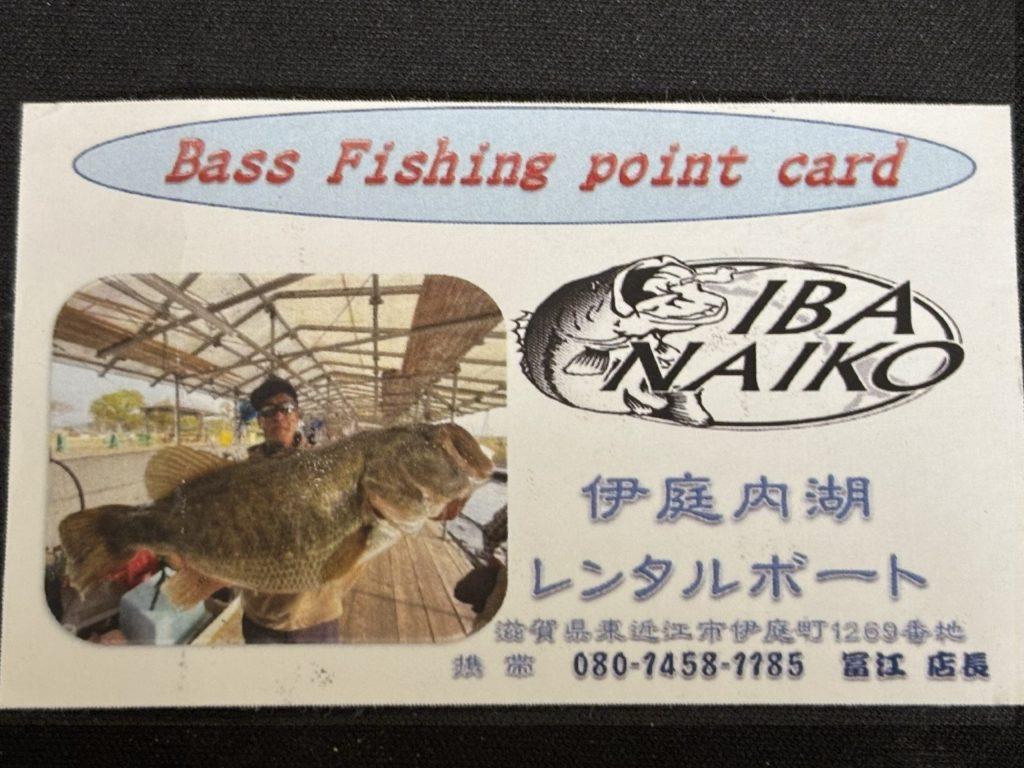 Bass Fishing point card
IBA
NAIKO
伊庭内湖
レンタルボート
滋賀県東近江市伊庭町1269番地
携帯 080-7458-7785 冨江 店長